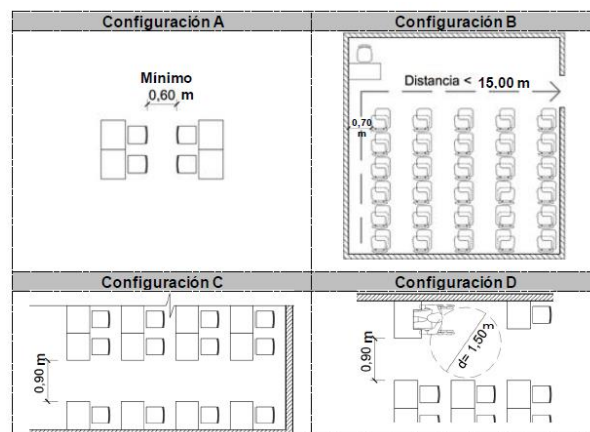 Configuración A
Configuración B
Mínimo
0,60 m
Distancia < 15,00 m
0,70
m
Configuración C
Configuración D
0,90 m
0,90 m
d= 1,50 m